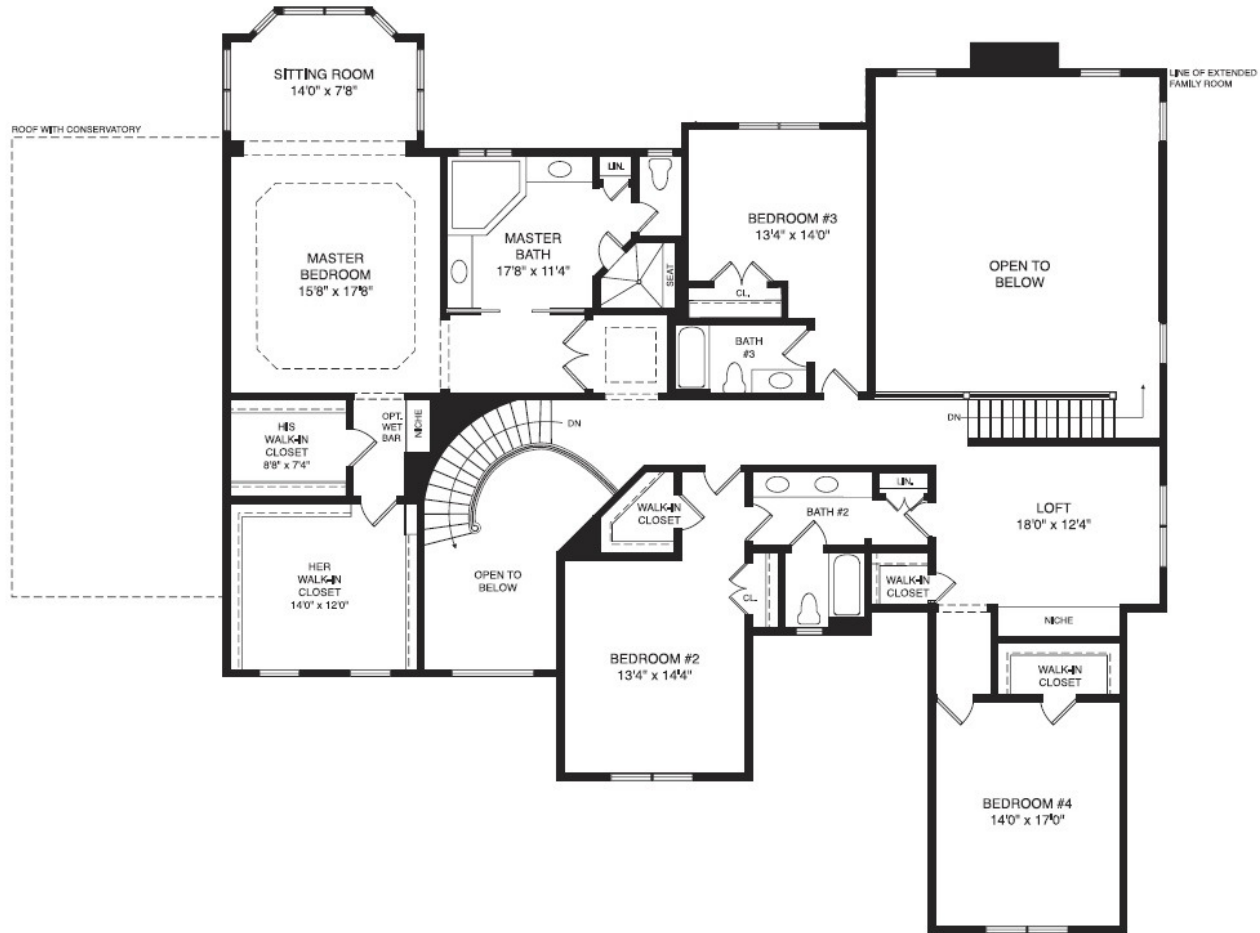 SITTING ROOM
14'0" x 7'8"
LINE OF EXTENDED
FAMILY ROOM
ROOF WITH CONSERVATORY
LIN.
BEDROOM #3
13'4" x 14'0"
MASTER
BATH
17'8" x 11'4"
MASTER
BEDROOM
15'8" x 17'8"
SEAT
OPEN TO
BELOW
CL.
BATH
#3
HIS
WALK-IN
CLOSET
8'8" x 7'4"
OPT.
WET
BAR
NICHE
DN
DN
WALK-IN
CLOSET
BATH #2
LIN.
LOFT
18'0" x 12'4"
HER
WALK-IN
CLOSET
14'0" x 12'0"
OPEN TO
BELOW
CL.
WALK-IN
CLOSET
NICHE
BEDROOM #2
13'4" x 14'4"
WALK-IN
CLOSET
BEDROOM #4
14'0" x 17'0"